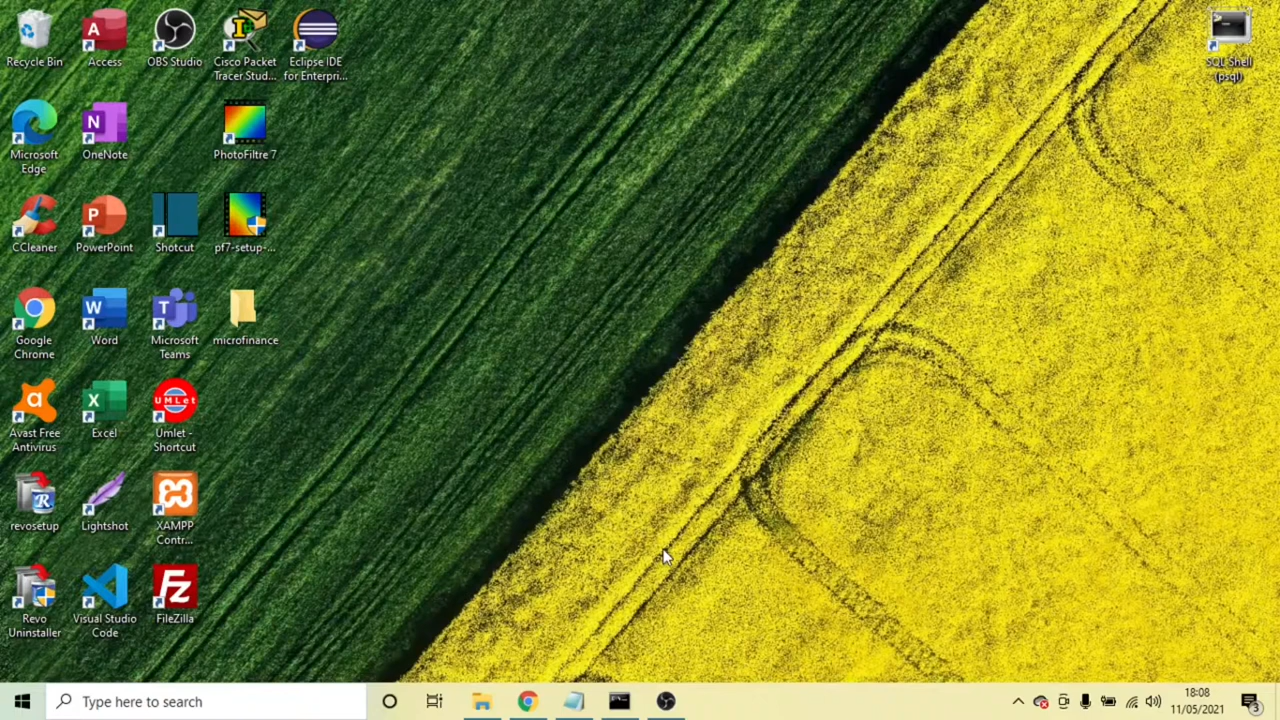 Recycle Bin
Access
OBS Studio
Cisco Packet
Tracer Stud...
Eclipse IDE
for Enterpri...
SQL Shell
(psql)
Microsoft
Edge
OneNote
PhotoFiltre 7
CCleaner
PowerPoint
Shotcut
pf7-setup-...
Google
Chrome
Word
Microsoft
Teams
microfinance
Avast Free
Antivirus
Excel
UMLet
Umlet -
Shortcut
revosetup
Lightshot
XAMPP
Contr...
Revo
Uninstaller
Visual Studio
Code
FileZilla
Type here to search
18:08
11/05/2021
3